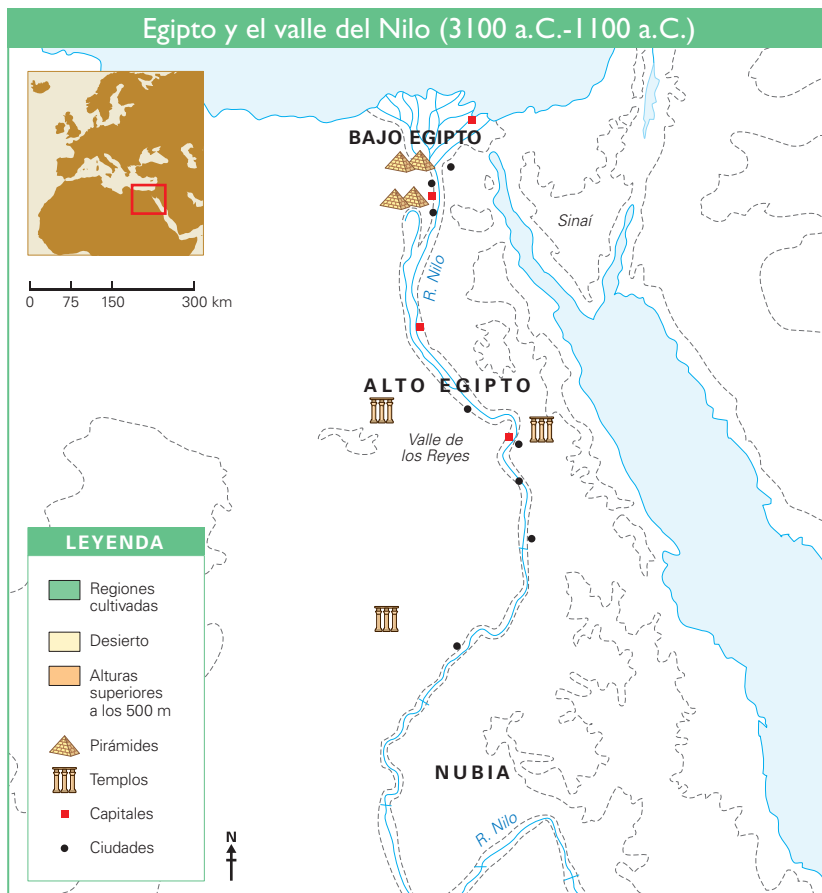 Egipto y el valle del Nilo (3100 a.C.-1100 a.C.)
BAJO EGIPTO
Sinaí
0 75 150 300 km
R. Nilo
ALTO EGIPTO
Valle de
los Reyes
LEYENDA
Regiones
cultivadas
Desierto
Alturas
superiores
a los 500 m
Pirámides
Templos
Capitales
Ciudades
N
NUBIA
R. Nilo